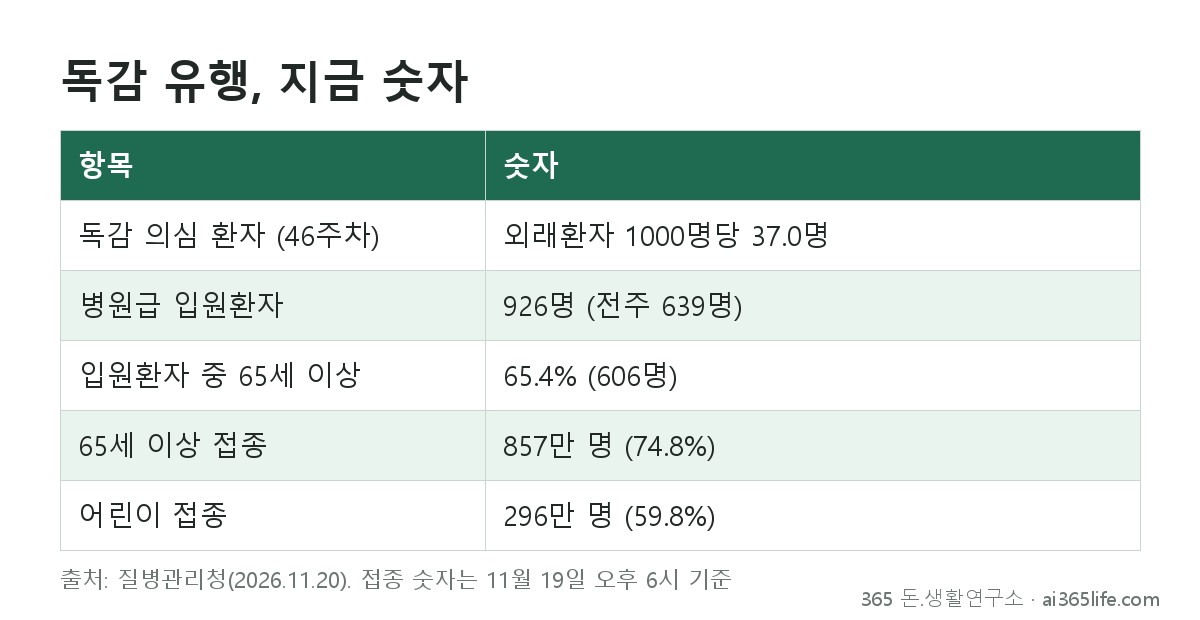 독감 유행, 지금 숫자
항목 숫자
독감 의심 환자 (46주차) 외래환자 1000명당 37.0명
병원급 입원환자 926명 (전주 639명)
입원환자 중 65세 이상 65.4% (606명)
65세 이상 접종 857만 명 (74.8%)
어린이 접종 296만 명 (59.8%)
출처: 질병관리청(2026.11.20). 접종 숫자는 11월 19일 오후 6시 기준
365 돈.생활연구소 · ai365life.com